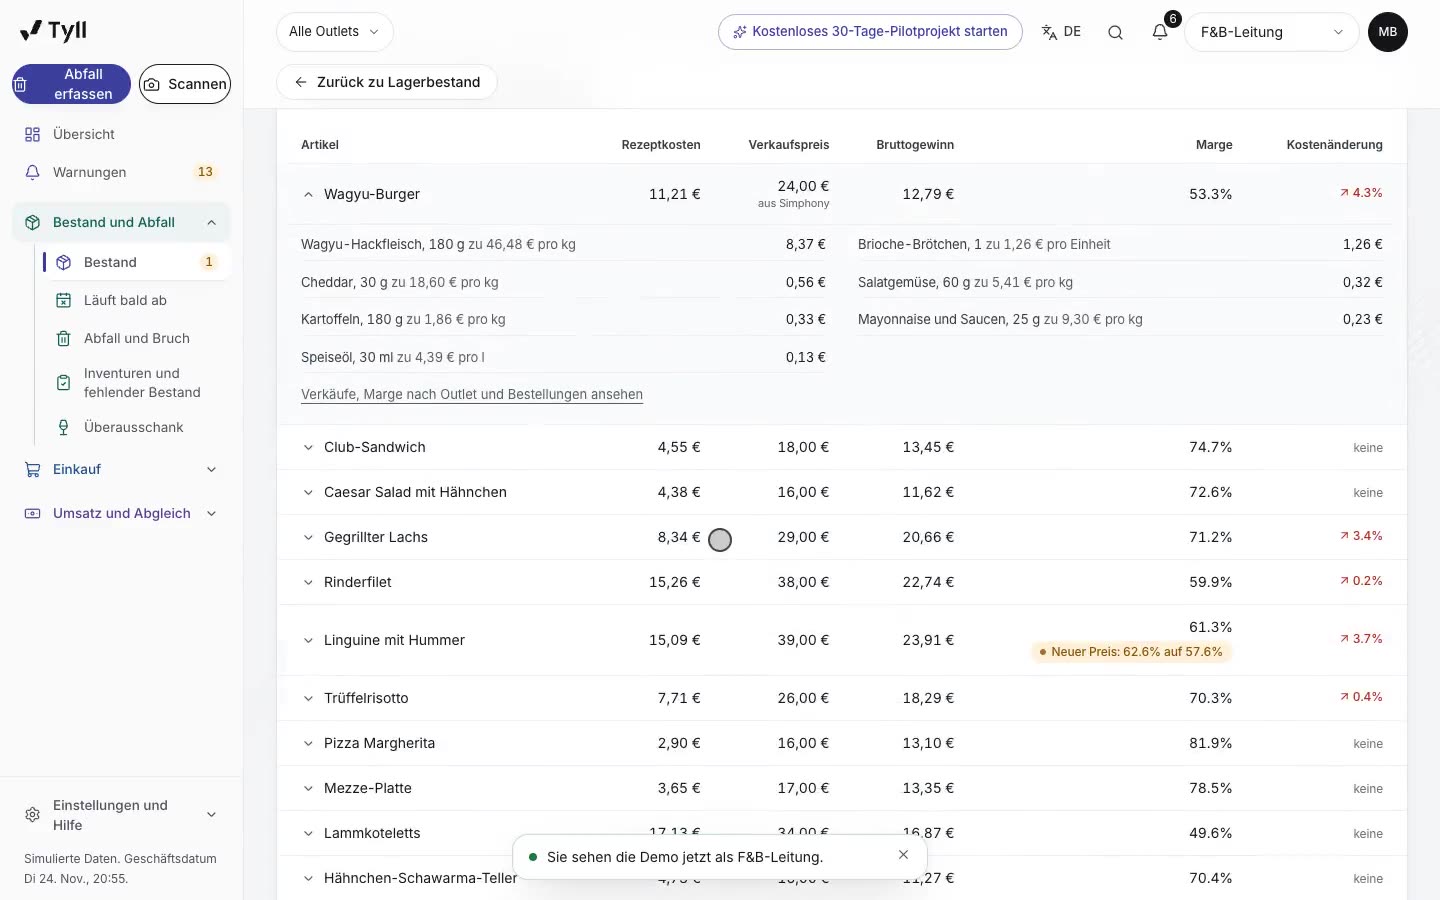 Tyll
Alle Outlets
Kostenloses 30-Tage-Pilotprojekt starten
DE
6
F&B-Leitung
MB
Abfall erfassen
Scannen
Zurück zu Lagerbestand
Übersicht
Warnungen 13
Bestand und Abfall
Bestand 1
Läuft bald ab
Abfall und Bruch
Inventuren und
fehlender Bestand
Überausschank
Einkauf
Umsatz und Abgleich
Einstellungen und
Hilfe
Simulierte Daten. Geschäftsdatum
Di 24. Nov., 20:55.
Artikel Rezeptkosten Verkaufspreis Bruttogewinn Marge Kostenänderung
Wagyu-Burger 11,21 € 24,00 € 12,79 € 53.3% 4.3%
aus Simphony
Wagyu-Hackfleisch, 180 g zu 46,48 € pro kg 8,37 € Brioche-Brötchen, 1 zu 1,26 € pro Einheit 1,26 €
Cheddar, 30 g zu 18,60 € pro kg 0,56 € Salatgemüse, 60 g zu 5,41 € pro kg 0,32 €
Kartoffeln, 180 g zu 1,86 € pro kg 0,33 € Mayonnaise und Saucen, 25 g zu 9,30 € pro kg 0,23 €
Speiseöl, 30 ml zu 4,39 € pro l 0,13 €
Verkäufe, Marge nach Outlet und Bestellungen ansehen
Club-Sandwich 4,55 € 18,00 € 13,45 € 74.7% keine
Caesar Salad mit Hähnchen 4,38 € 16,00 € 11,62 € 72.6% keine
Gegrillter Lachs 8,34 € 29,00 € 20,66 € 71.2% 3.4%
Rinderfilet 15,26 € 38,00 € 22,74 € 59.9% 0.2%
Linguine mit Hummer 15,09 € 39,00 € 23,91 € 61.3% 3.7%
Neuer Preis: 62.6% auf 57.6%
Trüffelrisotto 7,71 € 26,00 € 18,29 € 70.3% 0.4%
Pizza Margherita 2,90 € 16,00 € 13,10 € 81.9% keine
Mezze-Platte 3,65 € 17,00 € 13,35 € 78.5% keine
Lammkoteletts 17,13 € 34,00 € 16,87 € 49.6% keine
Sie sehen die Demo jetzt als F&B-Leitung.
Hähnchen-Schawarma-Teller 70.4% keine